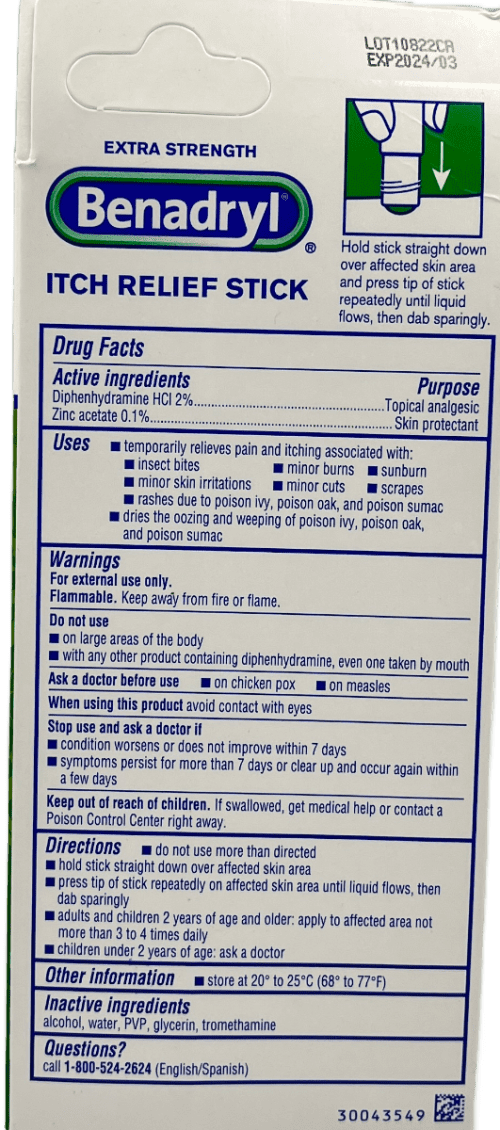 LOT10822CA
EXP2024/03
EXTRA STRENGTH
Benadryl®
®
ITCH RELIEF STICK
Hold stick straight down
over affected skin area
and press tip of stick
repeatedly until liquid
flows, then dab sparingly.
Drug Facts
Active ingredients Purpose
Diphenhydramine HCl 2%..........................................Topical analgesic
Zinc acetate 0.1%.....................................................Skin protectant
Uses ■ temporarily relieves pain and itching associated with:
■ insect bites ■ minor burns ■ sunburn
■ minor skin irritations ■ minor cuts ■ scrapes
■ rashes due to poison ivy, poison oak, and poison sumac
■ dries the oozing and weeping of poison ivy, poison oak,
and poison sumac
Warnings
For external use only.
Flammable. Keep away from fire or flame.
Do not use
■ on large areas of the body
■ with any other product containing diphenhydramine, even one taken by mouth
Ask a doctor before use ■ on chicken pox ■ on measles
When using this product avoid contact with eyes
Stop use and ask a doctor if
■ condition worsens or does not improve within 7 days
■ symptoms persist for more than 7 days or clear up and occur again within
a few days
Keep out of reach of children. If swallowed, get medical help or contact a
Poison Control Center right away.
Directions ■ do not use more than directed
■ hold stick straight down over affected skin area
■ press tip of stick repeatedly on affected skin area until liquid flows, then
dab sparingly
■ adults and children 2 years of age and older: apply to affected area not
more than 3 to 4 times daily
■ children under 2 years of age: ask a doctor
Other information ■ store at 20° to 25°C (68° to 77°F)
Inactive ingredients
alcohol, water, PVP, glycerin, tromethamine
Questions?
call 1-800-524-2624 (English/Spanish)
30043549